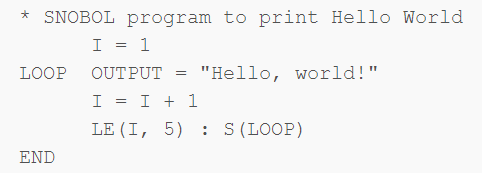 * SNOBOL program to print Hello World
      I = 1
LOOP  OUTPUT = "Hello, world!"
      I = I + 1
      LE(I, 5) : S(LOOP)
END